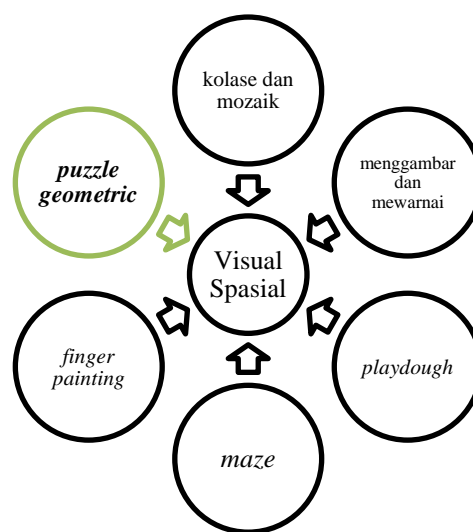 kolase dan
mozaik
puzzle
geometric
menggambar
dan
mewarnai
Visual
Spasial
finger
painting
playdough
maze